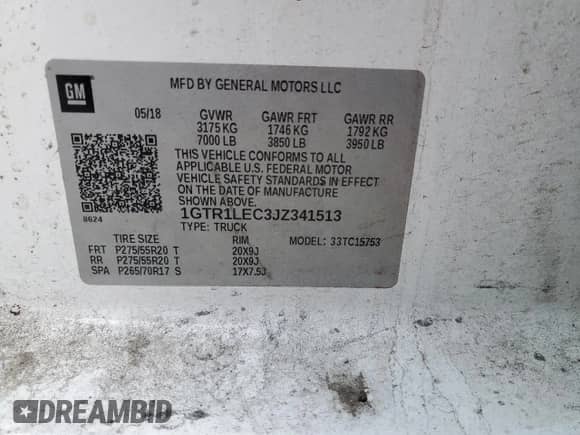 GM
MFD BY GENERAL MOTORS LLC
05/18 GVWR GAWR FRT GAWR RR
3175 KG 1746 KG 1792 KG
7000 LB 3850 LB 3950 LB
THIS VEHICLE CONFORMS TO ALL
APPLICABLE U.S. FEDERAL MOTOR
VEHICLE SAFETY STANDARDS IN EFFECT
ON THE DATE OF MANUFACTURE
SHOWN ABOVE.
8624
1GTR1LEC3JZ341513
TYPE: TRUCK
TIRE SIZE RIM MODEL: 33TC15753
FRT P275/55R20 T 20X9J
RR P275/55R20 T 20X9J
SPA P265/70R17 S 17X7.5J
DREAMBID